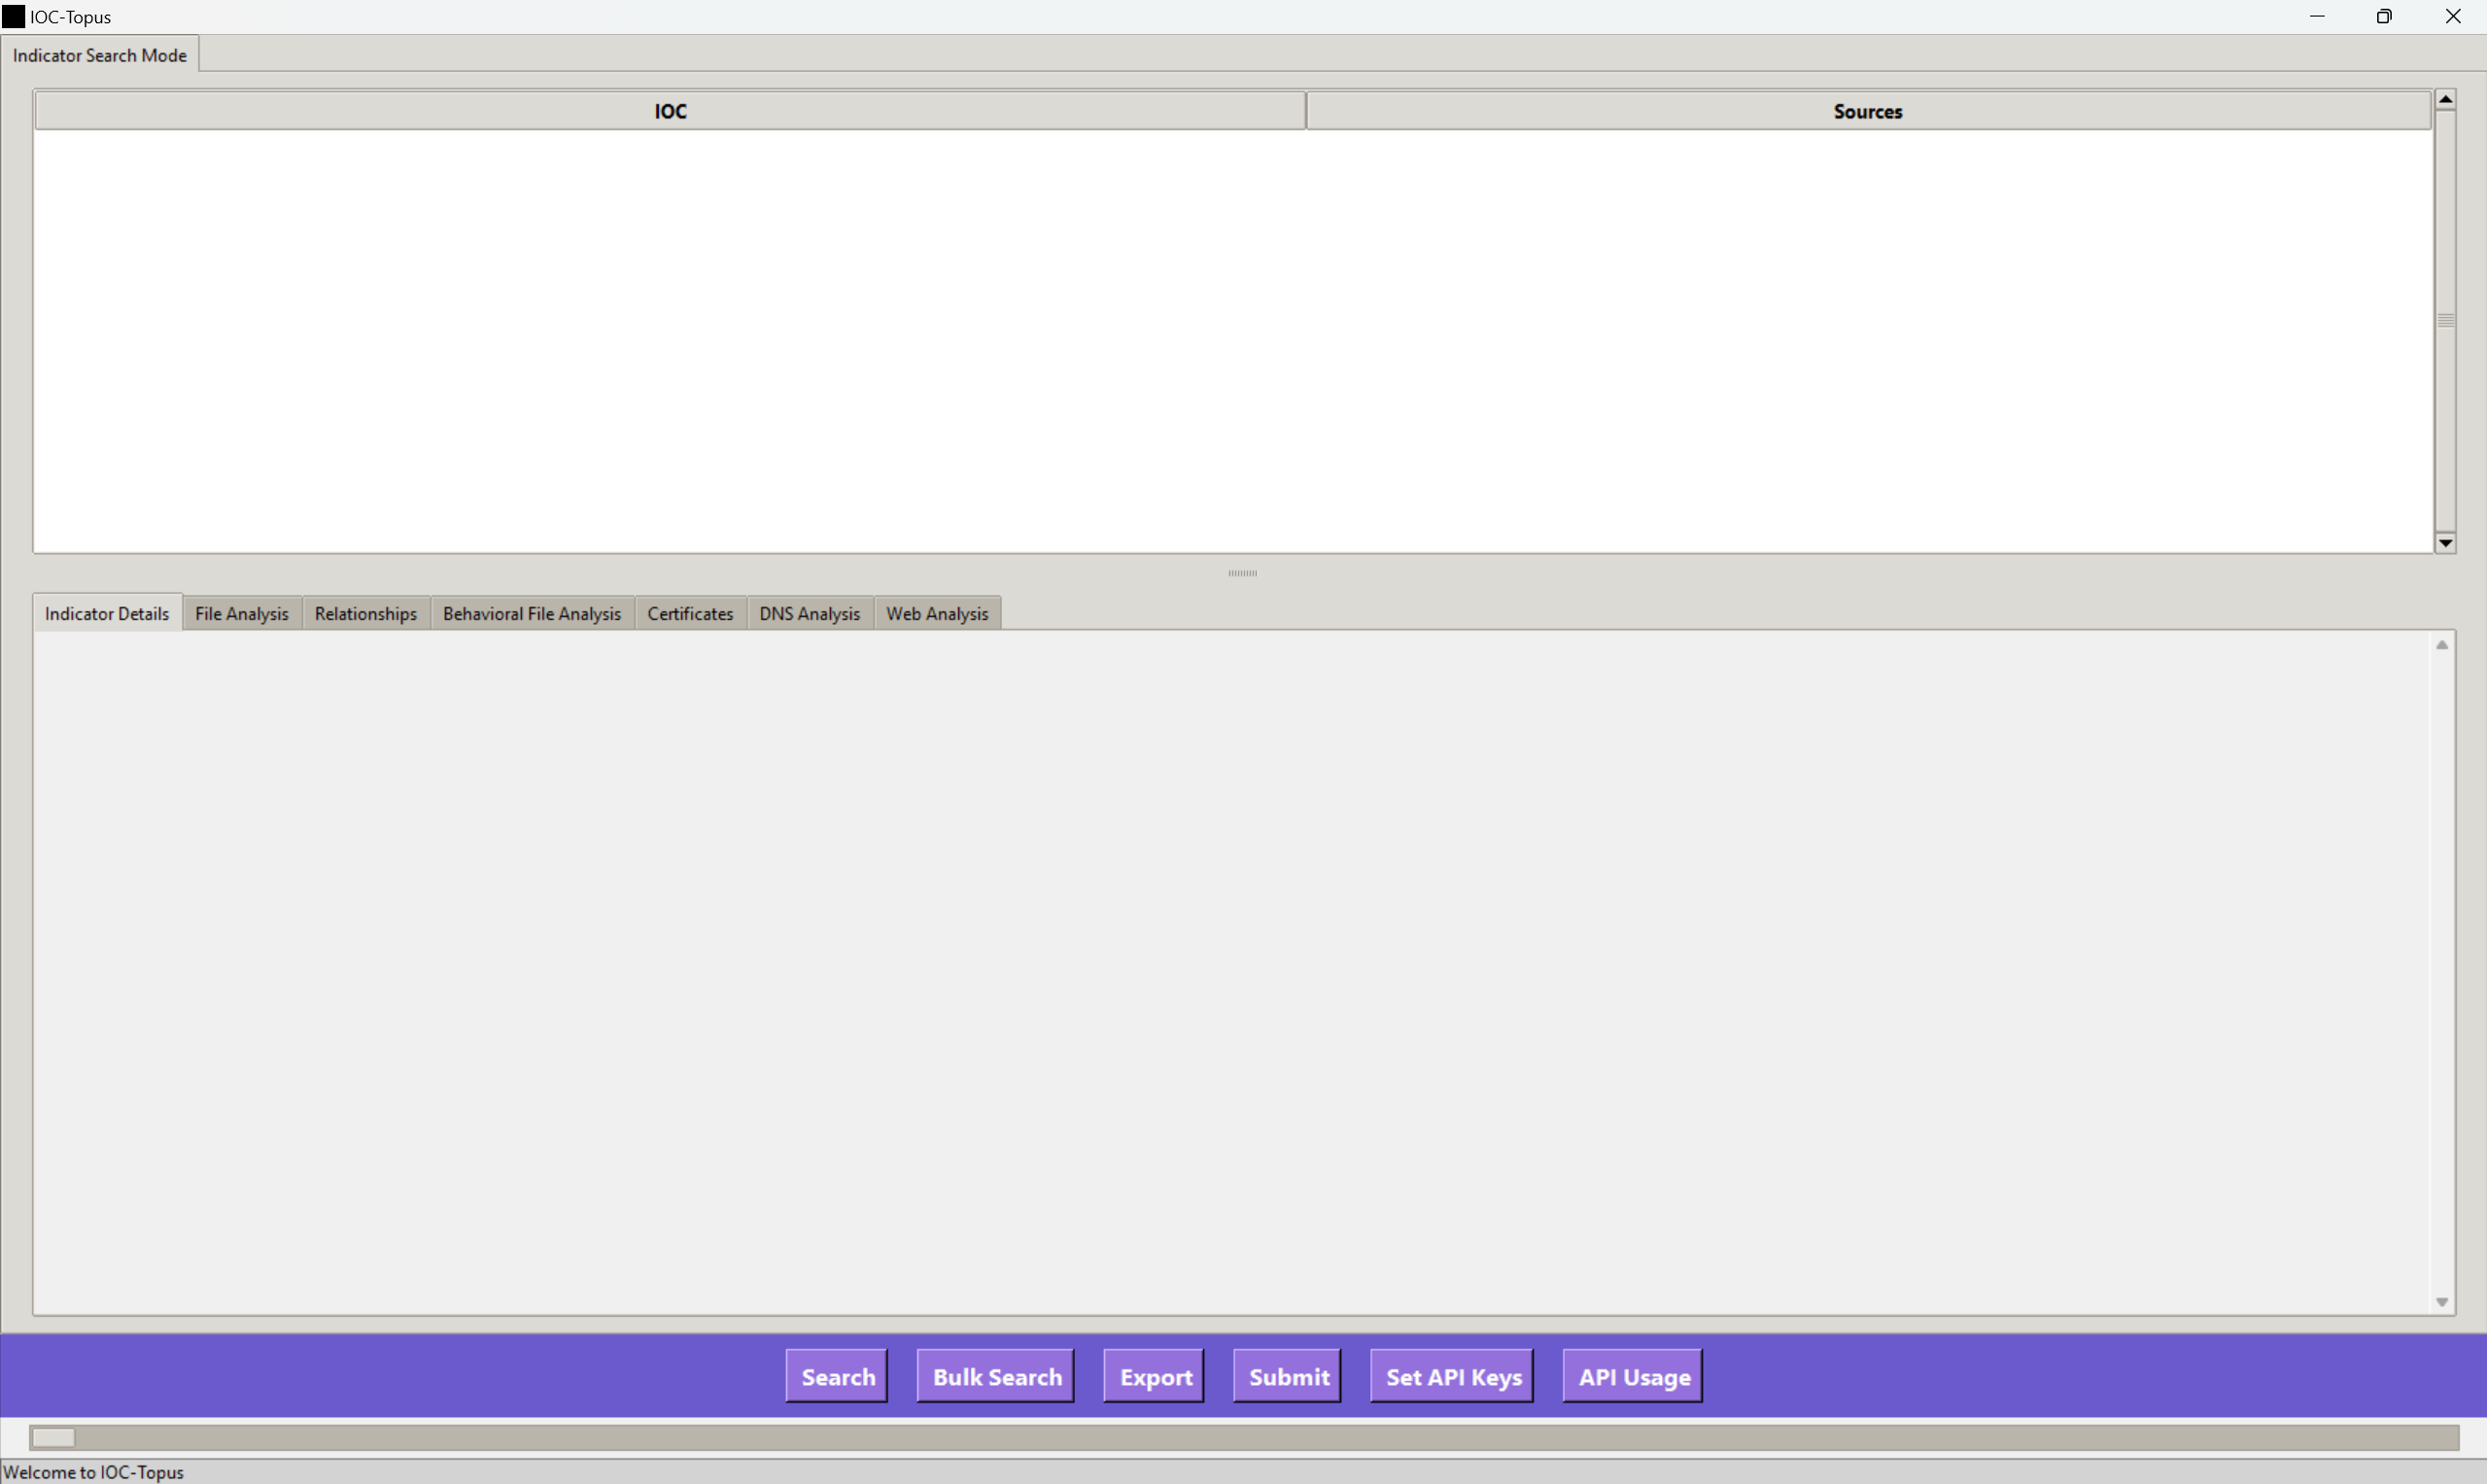 IOC-Topus
Indicator Search Mode
IOC Sources
Indicator Details File Analysis Relationships Behavioral File Analysis Certificates DNS Analysis Web Analysis
Search Bulk Search Export Submit Set API Keys API Usage
Welcome to IOC-Topus